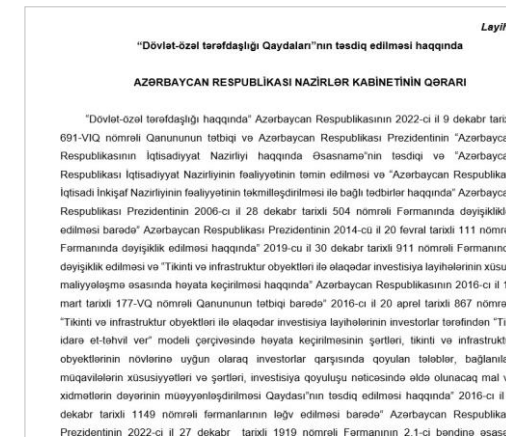 Layih
“Dövlət-özəl tərəfdaşlığı Qaydaları”nın təsdiq edilməsi haqqında
AZƏRBAYCAN RESPUBLİKASI NAZİRLƏR KABİNETİNİN QƏRARI
“Dövlət-özəl tərəfdaşlığı haqqında” Azərbaycan Respublikasının 2022-ci il 9 dekabr tarix
691-VIQ nömrəli Qanununun tətbiqi və Azərbaycan Respublikası Prezidentinin “Azərbayca
Respublikasının İqtisadiyyat Nazirliyi haqqında Əsasnamə”nin təsdiqi və “Azərbayca
Respublikası İqtisadiyyat Nazirliyinin fəaliyyətinin təmin edilməsi və “Azərbaycan Respublika
İqtisadi İnkişaf Nazirliyinin fəaliyyətinin təkmilləşdirilməsi ilə bağlı tədbirlər haqqında” Azərbayca
Respublikası Prezidentinin 2006-cı il 28 dekabr tarixli 504 nömrəli Fərmanında dəyişiklikl
edilməsi barədə” Azərbaycan Respublikası Prezidentinin 2014-cü il 20 fevral tarixli 111 nömrə
Fərmanında dəyişiklik edilməsi haqqında” 2019-cu il 30 dekabr tarixli 911 nömrəli Fərmanınd
dəyişiklik edilməsi və “Tikinti və infrastruktur obyektləri ilə əlaqədar investisiya layihələrinin xüsu
maliyyələşmə əsasında həyata keçirilməsi haqqında” Azərbaycan Respublikasının 2016-cı il 1
mart tarixli 177-VQ nömrəli Qanununun tətbiqi barədə” 2016-cı il 20 aprel tarixli 867 nömrə
“Tikinti və infrastruktur obyektləri ilə əlaqədar investisiya layihələrinin investorlar tərəfindən “Ti
idarə et-təhvil ver” modeli çərçivəsində həyata keçirilməsinin şərtləri, tikinti və infrastrukt
obyektlərinin növlərinə uyğun olaraq investorlar qarşısında qoyulan tələblər, bağlanıla
müqavilələrin xüsusiyyətləri və şərtləri, investisiya qoyuluşu nəticəsində əldə olunacaq mal v
xidmətlərin dəyərinin müəyyənləşdirilməsi Qaydası”nın təsdiq edilməsi haqqında” 2016-cı il
dekabr tarixli 1149 nömrəli fərmanlarının ləğv edilməsi barədə” Azərbaycan Respublika
Prezidentinin 2022-ci il 27 dekabr tarixli 1919 nömrəli Fərmanının 2.1-ci bəndinə əsasə